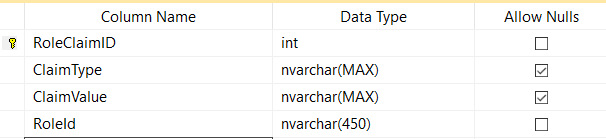 Column Name Data Type Allow Nulls
RoleClaimID int
ClaimType nvarchar(MAX)
ClaimValue nvarchar(MAX)
RoleId nvarchar(450)